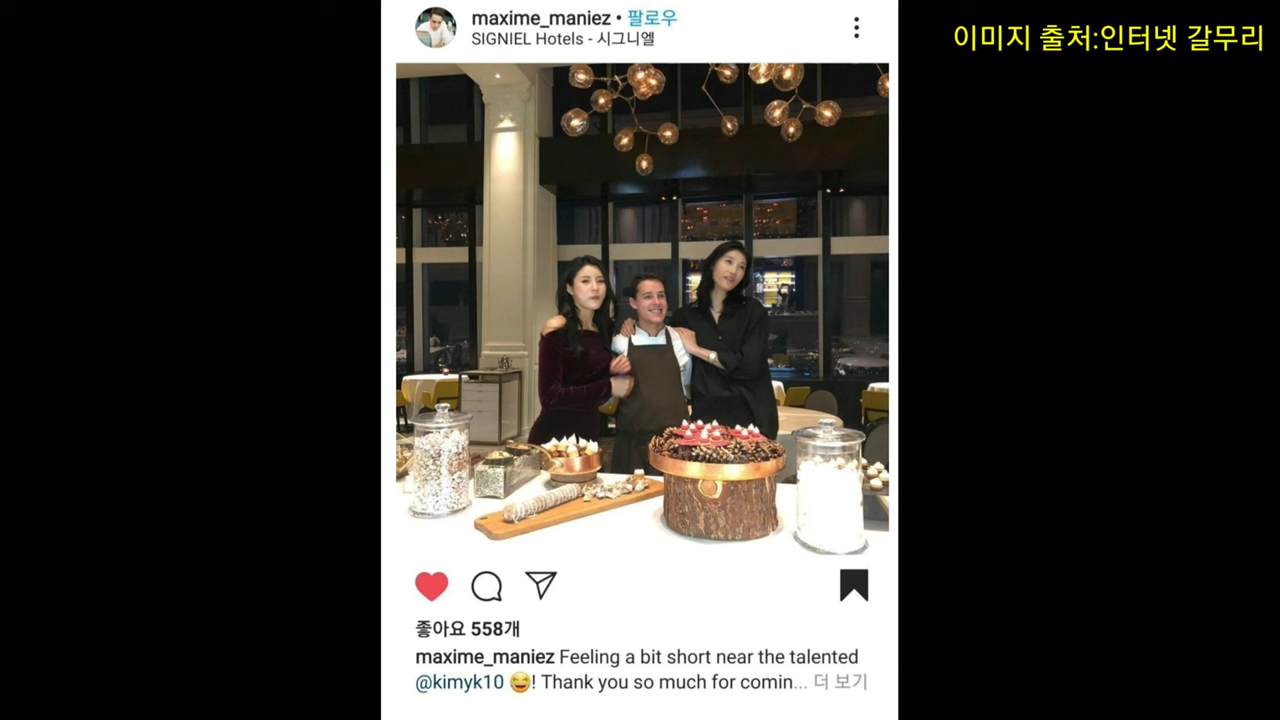 maxime_maniez • 팔로우
SIGNIEL Hotels - 시그니엘
이미지 출처:인터넷 갈무리
좋아요 558개
maxime_maniez Feeling a bit short near the talented
@kimyk10 😆! Thank you so much for comin... 더 보기